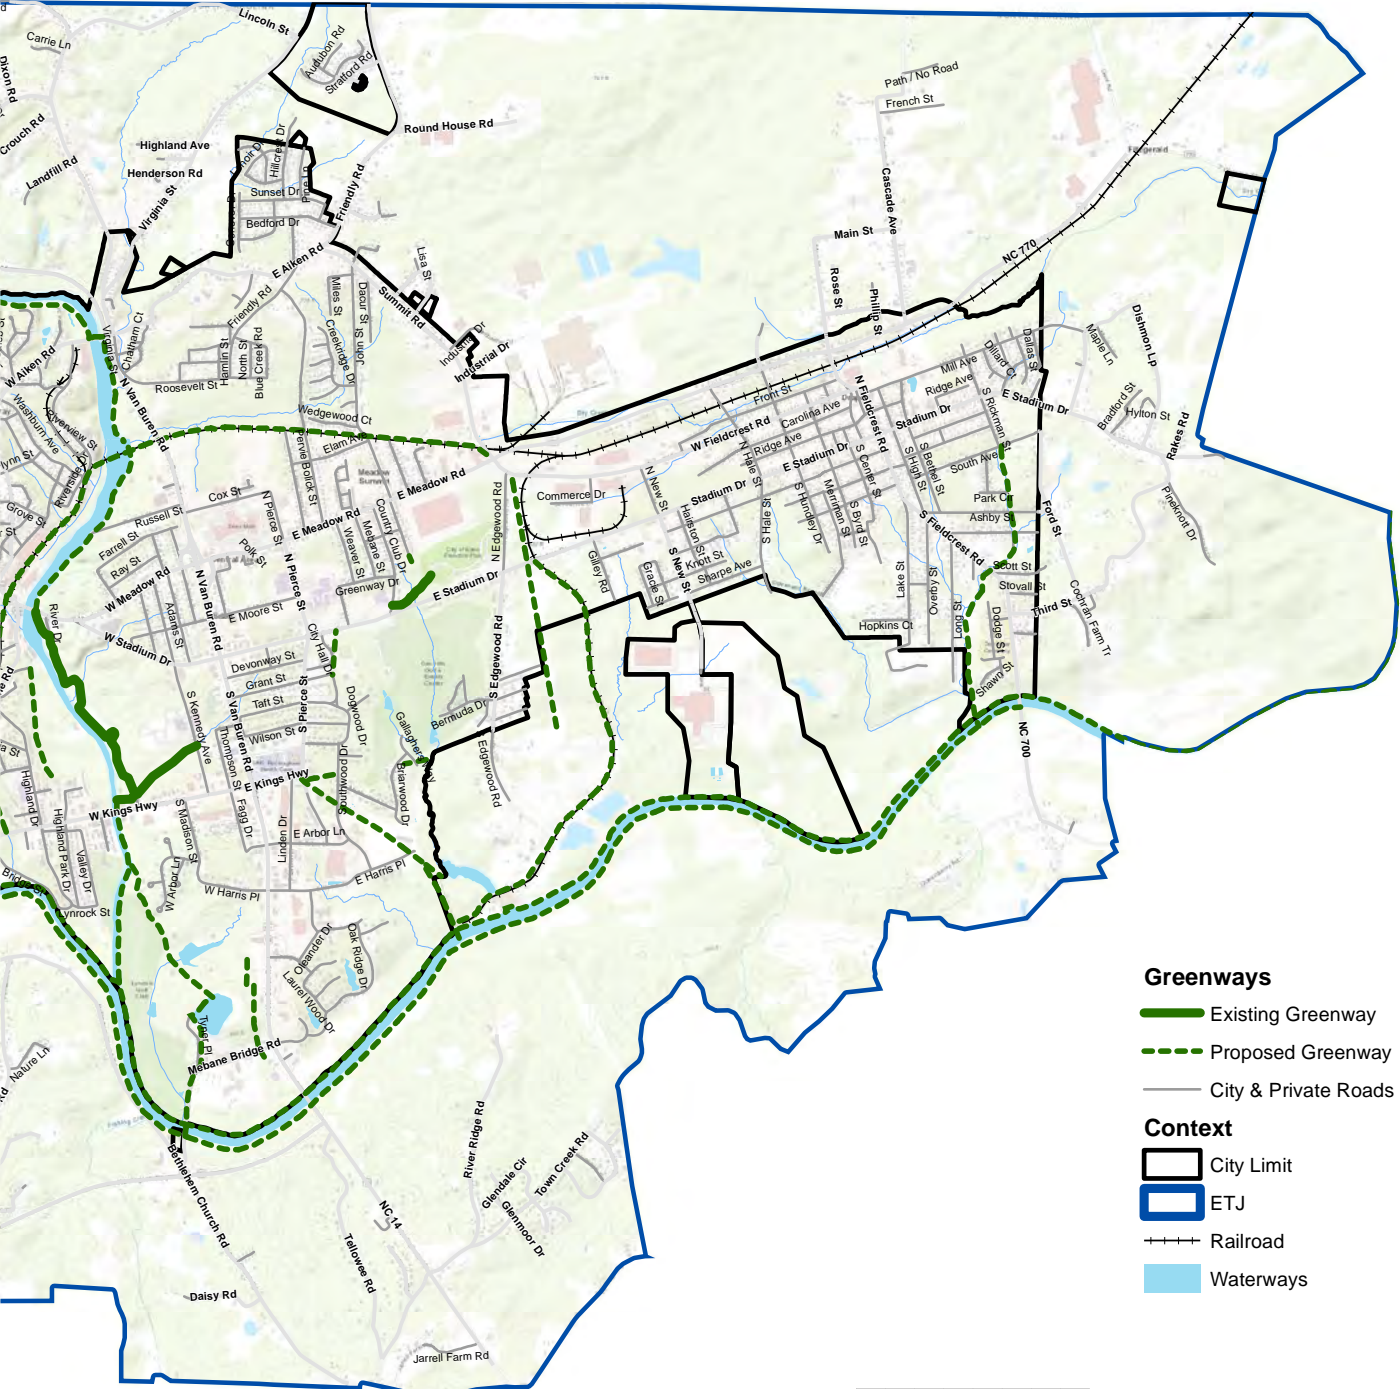 Lincoln St
Carrie Ln
Audubon Rd
Stratford Rd
Dixon Rd
Path / No Road
French St
Crouch Rd
Round House Rd
Highland Ave
Hillcrest Dr
Landfill Rd
Henderson Rd
Fitzgerald
Virginia St
Sunset Dr
Pine Ln
Friendly Rd
Cascade Ave
Bedford Dr
Main St
E Aiken Rd
NC 770
Lisa St
Miles St
Dacur St
Rose St
Phillip St
Friendly Rd
Summit Rd
Dishmon Lp
Virginia St
Chatham Ct
Creekridge Dr
John St
Industrial Dr
Industrial Dr
Maple Ln
Dallas St
Dillard Ct
W Aiken Rd
Hamlin St
North St
Blue Creek Rd
Mill Ave
Ridge Ave
Roosevelt St
Front St
N Fieldcrest Rd
S Rickman St
E Stadium Dr
Bradford St
N Van Buren Rd
Washburn Ave
Riverview St
Wedgewood Ct
Carolina Ave
Stadium Dr
Hylton St
W Fieldcrest Rd
Ridge Ave
Rakes Rd
Elam Ave
E Stadium Dr
S Center St
S High St
S Bethel St
South Ave
N Hale St
Riverside Dr
E Meadow Rd
N New St
Stadium Dr
Commerce Dr
Cox St
N Pierce St
Park Cir
Pineknott Dr
Grove St
Russell St
E Meadow Rd
Country Club Dr
N Edgewood Rd
Hairston St
S Hale St
S Hundley Dr
Merriman St
S Byrd St
Ashby St
Ford St
S Fieldcrest Rd
Farrell St
Polk St
Weaver St
Mebane St
Knott St
S New St
Sharpe Ave
Scott St
Ray St
N Pierce St
Gilley Rd
Gracie St
Lake St
Overby St
Stovall St
W Meadow Rd
N Van Buren Rd
Greenway Dr
E Stadium Dr
Third St
Cochran Farm Tr
River Dr
Adams St
E Moore St
Hopkins Ct
Long St
Dodge St
W Stadium Dr
City Hall Dr
S Edgewood Rd
Devonway St
Grant St
Taft St
Shawn St
S Kennedy Ave
S Van Buren Rd
S Pierce St
Dogwood Dr
Bermuda Dr
Wilson St
Thompson St
NC 700
E Kings Hwy
Southwood Dr
Briarwood Dr
S Edgewood Rd
Highland Dr
W Kings Hwy
S Madison St
Fagg Dr
Linden Dr
E Arbor Ln
Highland Park Dr
Valley Dr
W Arbor Ln
E Harris Pl
Bridge St
W Harris Pl
Lynrock St
Oleander Dr
Oak Ridge Dr
Laurel Wood Dr
Tyner Pl
Mebane Bridge Rd
Nature Ln
Greenways
Existing Greenway
Proposed Greenway
City & Private Roads
Context
City Limit
ETJ
Railroad
Waterways
River Ridge Rd
Bethlehem Church Rd
Glendale Cir
Town Creek Rd
Glenmoor Dr
NC 14
Tellowee Rd
Daisy Rd
Jarrell Farm Rd